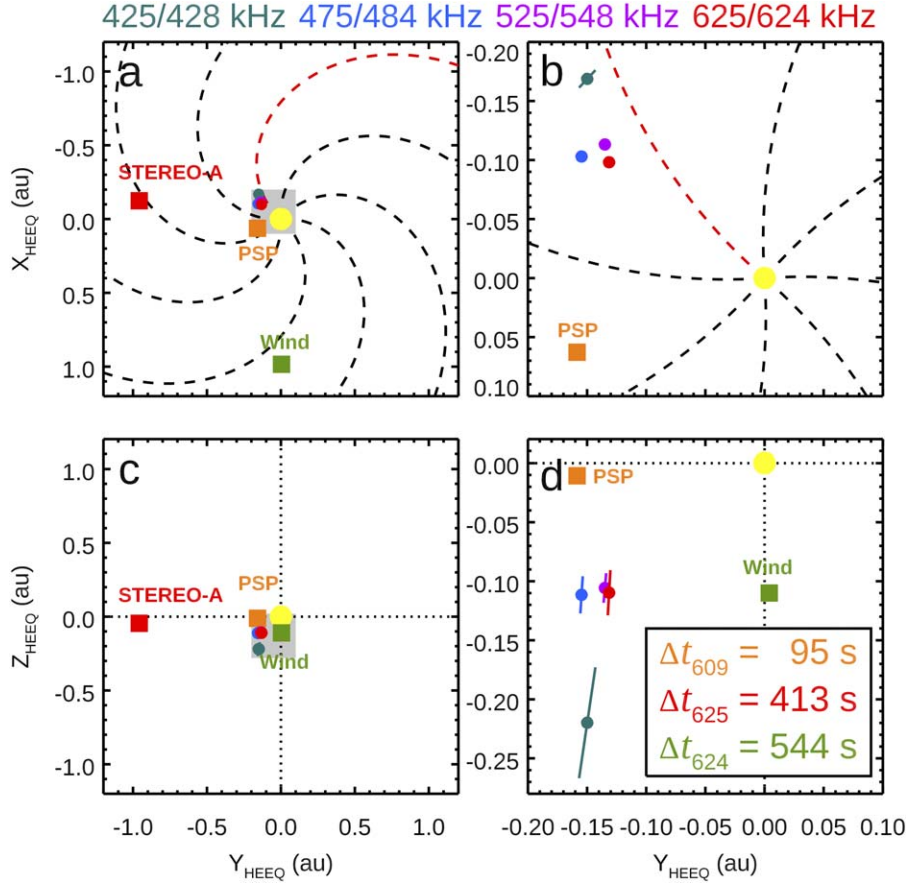 425/428 kHz 475/484 kHz 525/548 kHz 625/624 kHz
a
-1.0
-0.5
0.0
0.5
1.0
X_HEEQ (au)
STEREO-A
PSP
Wind
b
-0.20
-0.15
-0.10
-0.05
0.00
0.05
0.10
PSP
c
1.0
0.5
0.0
-0.5
-1.0
Z_HEEQ (au)
STEREO-A
PSP
Wind
-1.0 -0.5 0.0 0.5 1.0
Y_HEEQ (au)
d
0.00
-0.05
-0.10
-0.15
-0.20
-0.25
PSP
Wind
Δt_609 = 95 s
Δt_625 = 413 s
Δt_624 = 544 s
-0.20 -0.15 -0.10 -0.05 0.00 0.05 0.10
Y_HEEQ (au)